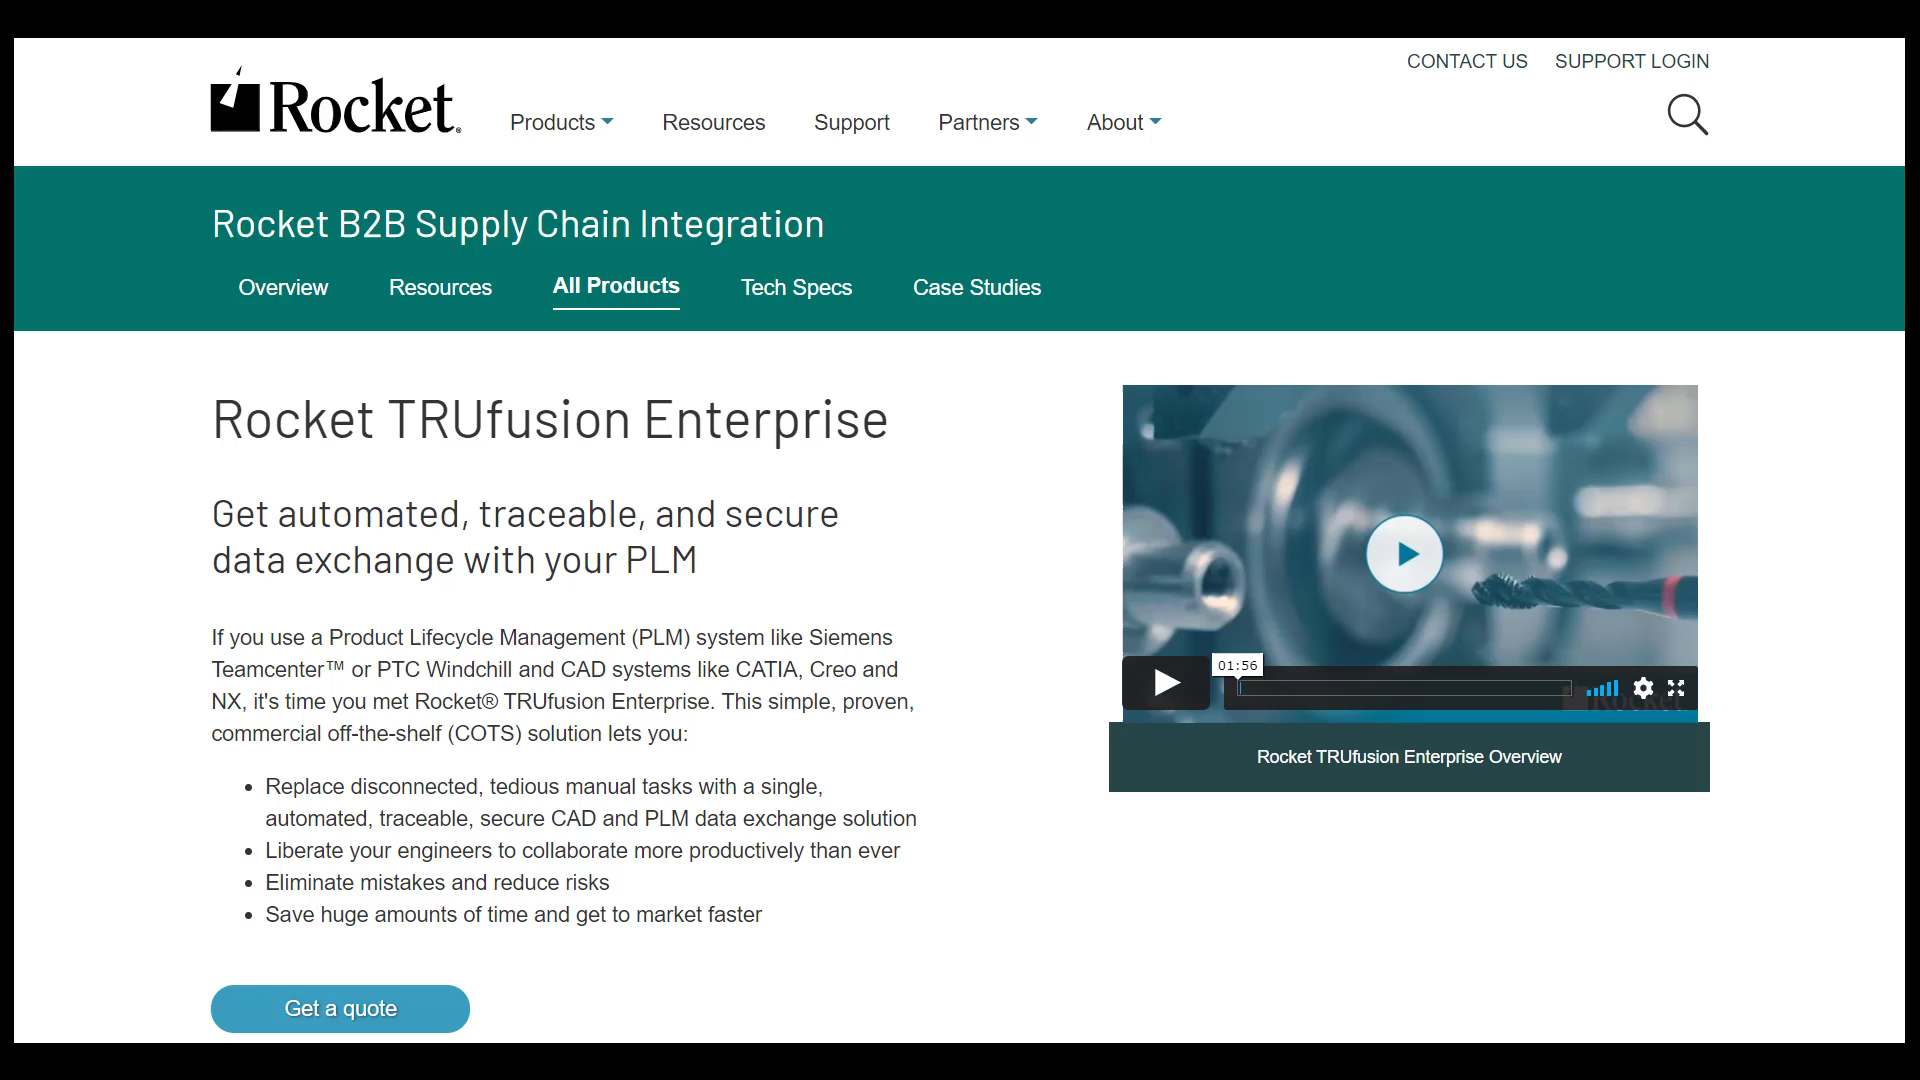 CONTACT US SUPPORT LOGIN
Rocket
Products Resources Support Partners About
Rocket B2B Supply Chain Integration
Overview Resources All Products Tech Specs Case Studies
Rocket TRUfusion Enterprise
Get automated, traceable, and secure
data exchange with your PLM
If you use a Product Lifecycle Management (PLM) system like Siemens
Teamcenter™ or PTC Windchill and CAD systems like CATIA, Creo and
NX, it's time you met Rocket® TRUfusion Enterprise. This simple, proven,
commercial off-the-shelf (COTS) solution lets you:
• Replace disconnected, tedious manual tasks with a single,
automated, traceable, secure CAD and PLM data exchange solution
• Liberate your engineers to collaborate more productively than ever
• Eliminate mistakes and reduce risks
• Save huge amounts of time and get to market faster
Get a quote
01:56
Rocket
Rocket TRUfusion Enterprise Overview